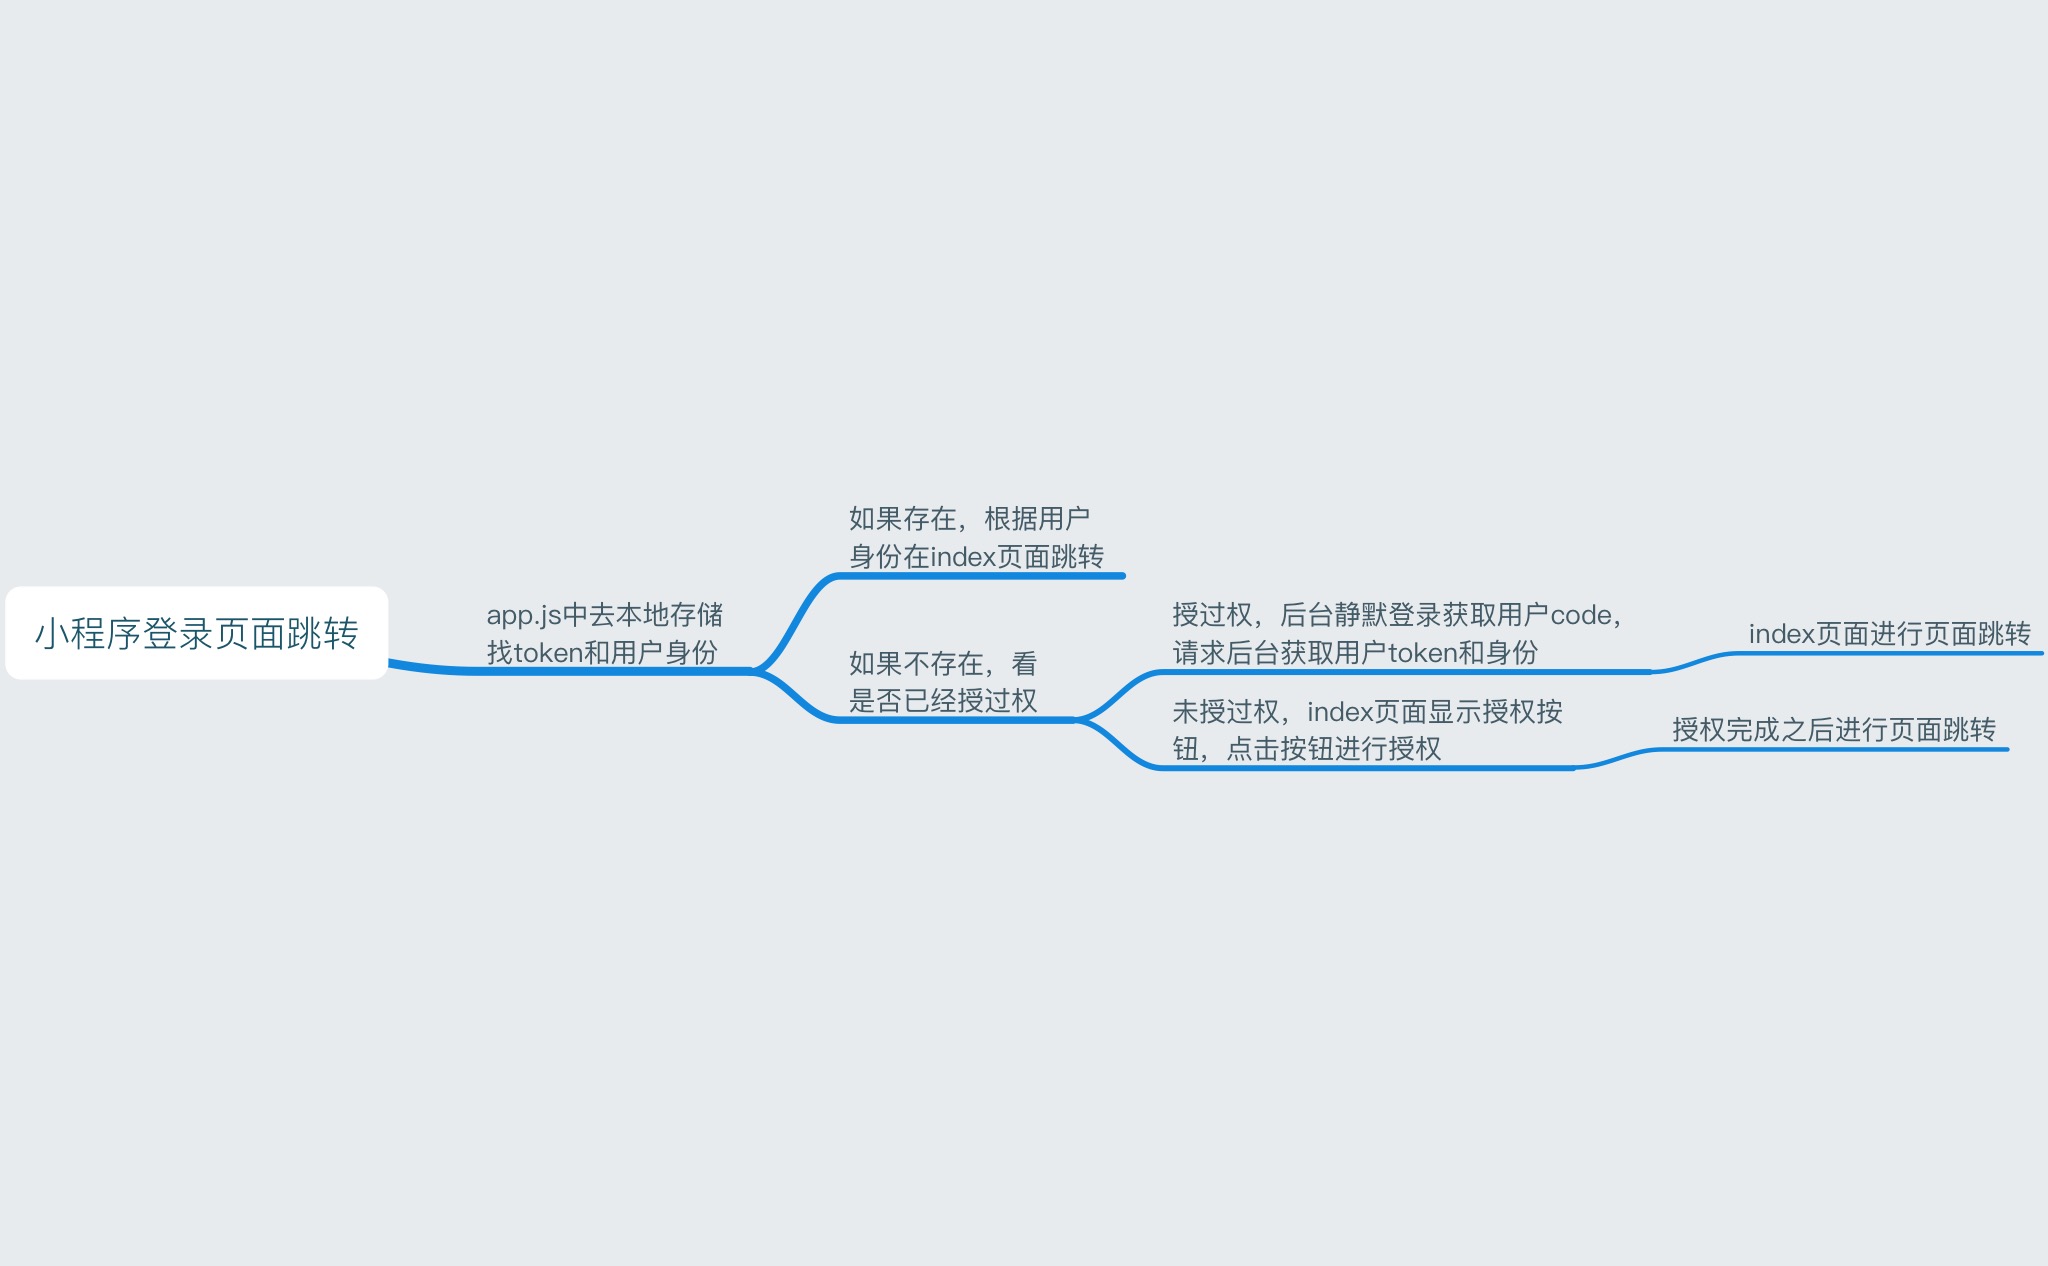 小程序登录页面跳转
app.js中去本地存储
找token和用户身份
如果存在，根据用户
身份在index页面跳转
如果不存在，看
是否已经授过权
授过权，后台静默登录获取用户code，
请求后台获取用户token和身份
index页面进行页面跳转
未授过权，index页面显示授权按
钮，点击按钮进行授权
授权完成之后进行页面跳转